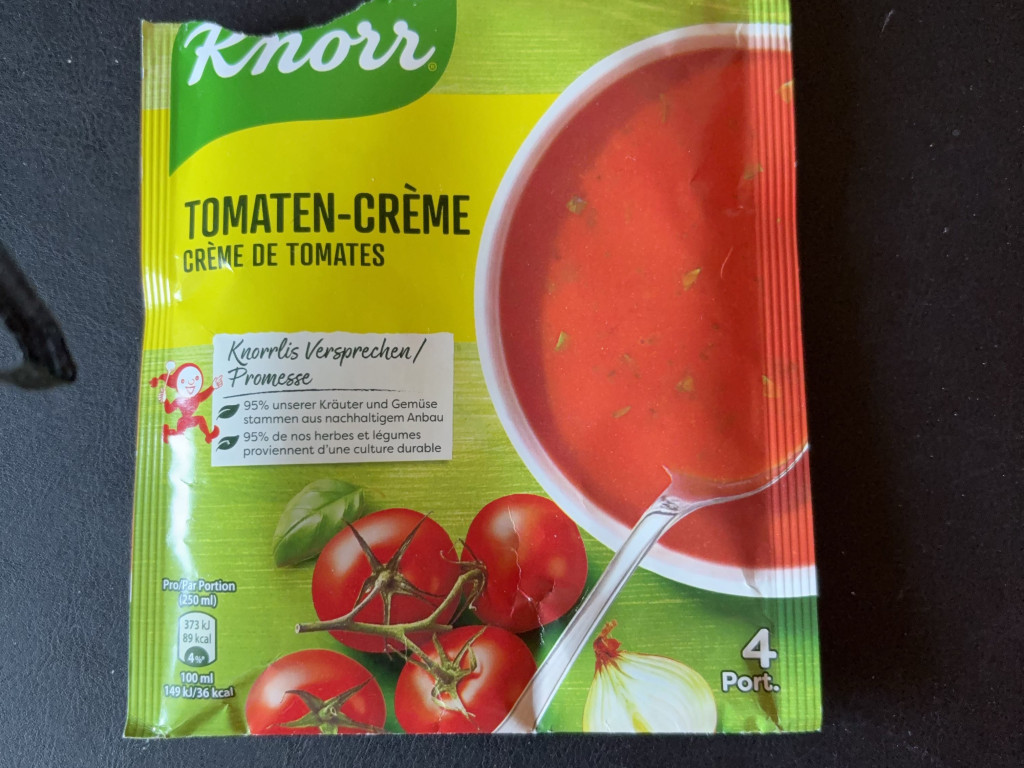 Knorr®
TOMATEN-CRÈME
CRÈME DE TOMATES
Knorrlis Versprechen/
Promesse
95% unserer Kräuter und Gemüse
stammen aus nachhaltigem Anbau
95% de nos herbes et légumes
proviennent d'une culture durable
Pro/Par Portion
(250 ml)
373 kJ
89 kcal
4%*
100 ml
149 kJ/36 kcal
4
Port.